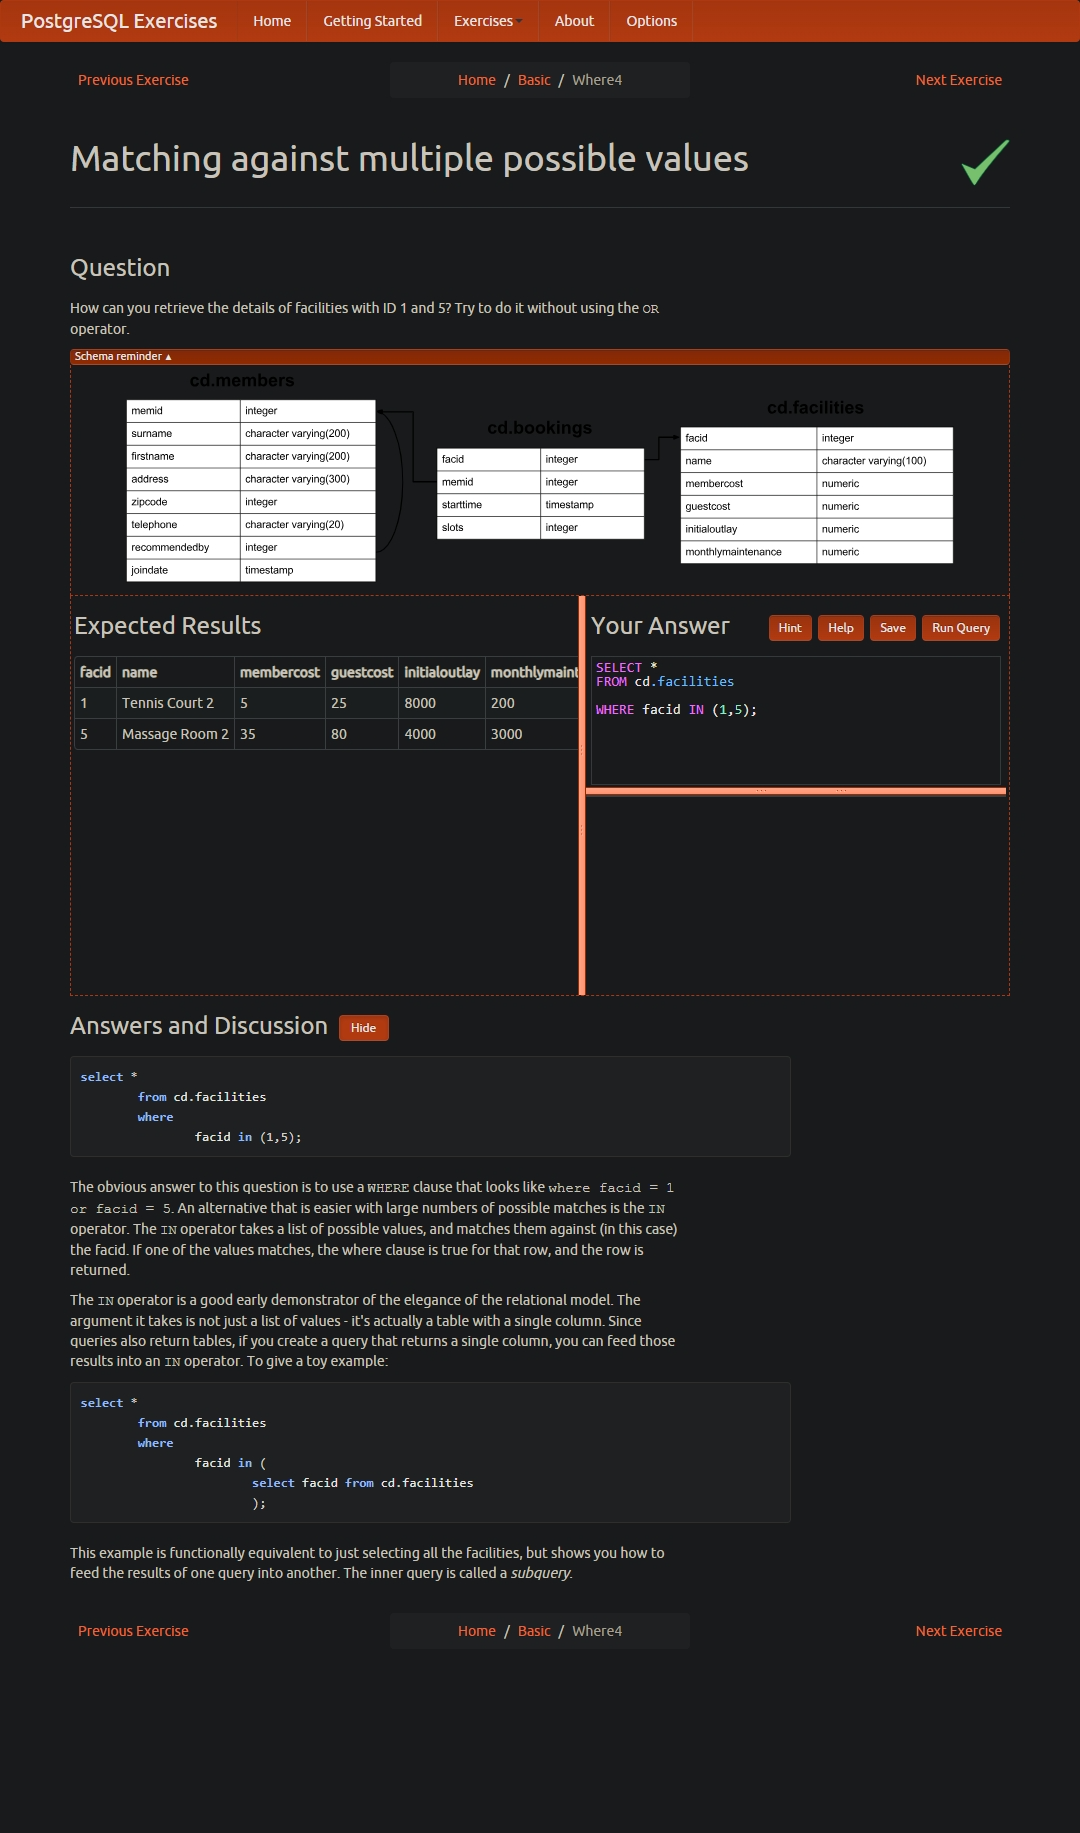 PostgreSQL Exercises Home Getting Started Exercises About Options
Previous Exercise Home / Basic / Where4 Next Exercise
Matching against multiple possible values
Question
How can you retrieve the details of facilities with ID 1 and 5? Try to do it without using the OR
operator.
Schema reminder ▲
cd.members
memid integer
surname character varying(200)
firstname character varying(200)
address character varying(300)
zipcode integer
telephone character varying(20)
recommendedby integer
joindate timestamp
cd.bookings
facid integer
memid integer
starttime timestamp
slots integer
cd.facilities
facid integer
name character varying(100)
membercost numeric
guestcost numeric
initialoutlay numeric
monthlymaintenance numeric
Expected Results
facid name membercost guestcost initialoutlay monthlymaint
1 Tennis Court 2 5 25 8000 200
5 Massage Room 2 35 80 4000 3000
Your Answer Hint Help Save Run Query
SELECT *
FROM cd.facilities
WHERE facid IN (1,5);
Answers and Discussion Hide
select *
from cd.facilities
where
facid in (1,5);
The obvious answer to this question is to use a WHERE clause that looks like where facid = 1
or facid = 5. An alternative that is easier with large numbers of possible matches is the IN
operator. The IN operator takes a list of possible values, and matches them against (in this case)
the facid. If one of the values matches, the where clause is true for that row, and the row is
returned.
The IN operator is a good early demonstrator of the elegance of the relational model. The
argument it takes is not just a list of values - it's actually a table with a single column. Since
queries also return tables, if you create a query that returns a single column, you can feed those
results into an IN operator. To give a toy example:
select *
from cd.facilities
where
facid in (
select facid from cd.facilities
);
This example is functionally equivalent to just selecting all the facilities, but shows you how to
feed the results of one query into another. The inner query is called a subquery.
Previous Exercise Home / Basic / Where4 Next Exercise